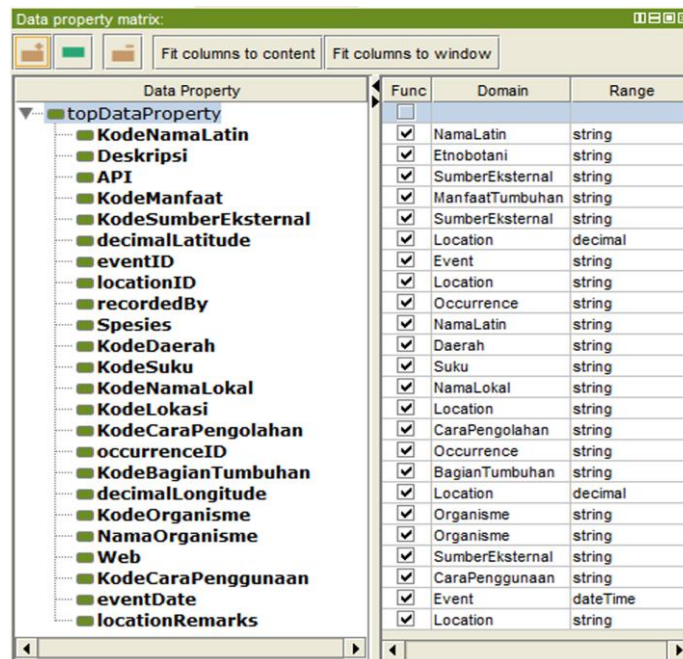 Data property matrix:
Fit columns to content Fit columns to window
Data Property Func Domain Range
topDataProperty
KodeNamaLatin NamaLatin string
Deskripsi Etnobotani string
API SumberEksternal string
KodeManfaat ManfaatTumbuhan string
KodeSumberEksternal SumberEksternal string
decimalLatitude Location decimal
eventID Event string
locationID Location string
recordedBy Occurrence string
Spesies NamaLatin string
KodeDaerah Daerah string
KodeSuku Suku string
KodeNamaLokal NamaLokal string
KodeLokasi Location string
KodeCaraPengolahan CaraPengolahan string
occurrenceID Occurrence string
KodeBagianTumbuhan BagianTumbuhan string
decimalLongitude Location decimal
KodeOrganisme Organisme string
NamaOrganisme Organisme string
Web SumberEksternal string
KodeCaraPenggunaan CaraPenggunaan string
eventDate Event dateTime
locationRemarks Location string